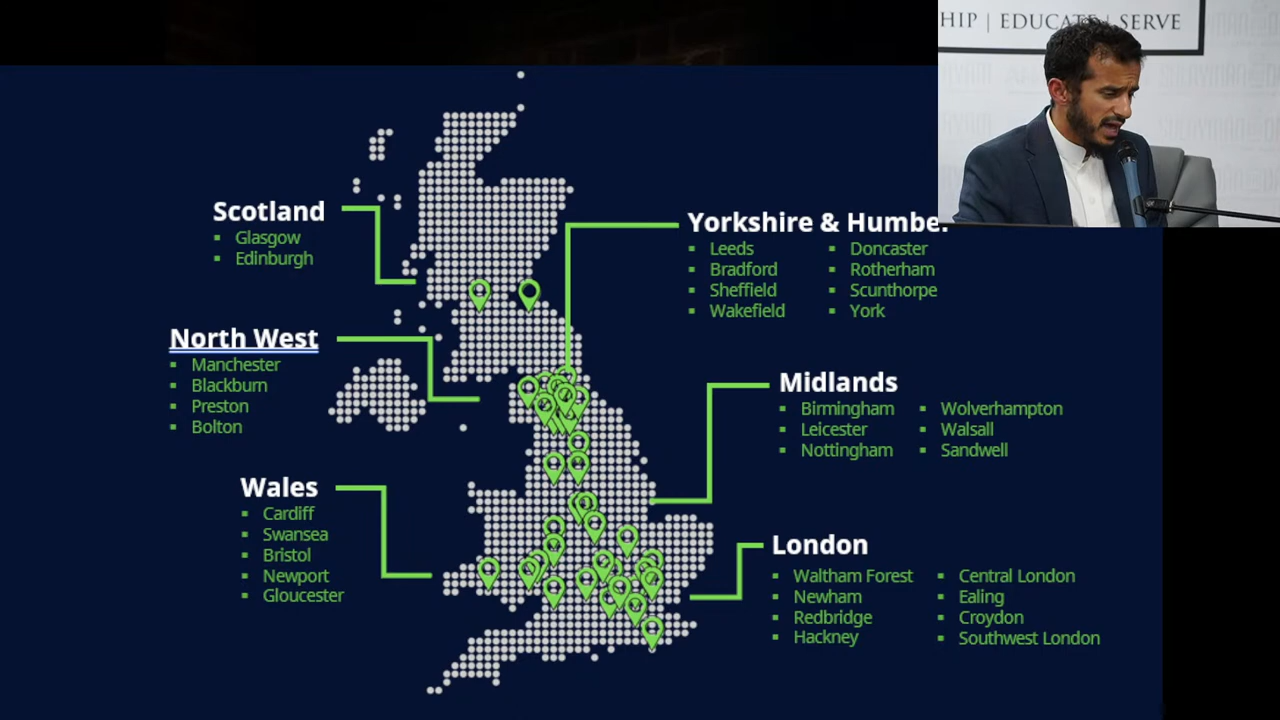 HIP | EDUCATE | SERVE
Scotland
Glasgow
Edinburgh
North West
Manchester
Blackburn
Preston
Bolton
Wales
Cardiff
Swansea
Bristol
Newport
Gloucester
Yorkshire & Humber
Leeds
Bradford
Sheffield
Wakefield
Doncaster
Rotherham
Scunthorpe
York
Midlands
Birmingham
Leicester
Nottingham
Wolverhampton
Walsall
Sandwell
London
Waltham Forest
Newham
Redbridge
Hackney
Central London
Ealing
Croydon
Southwest London